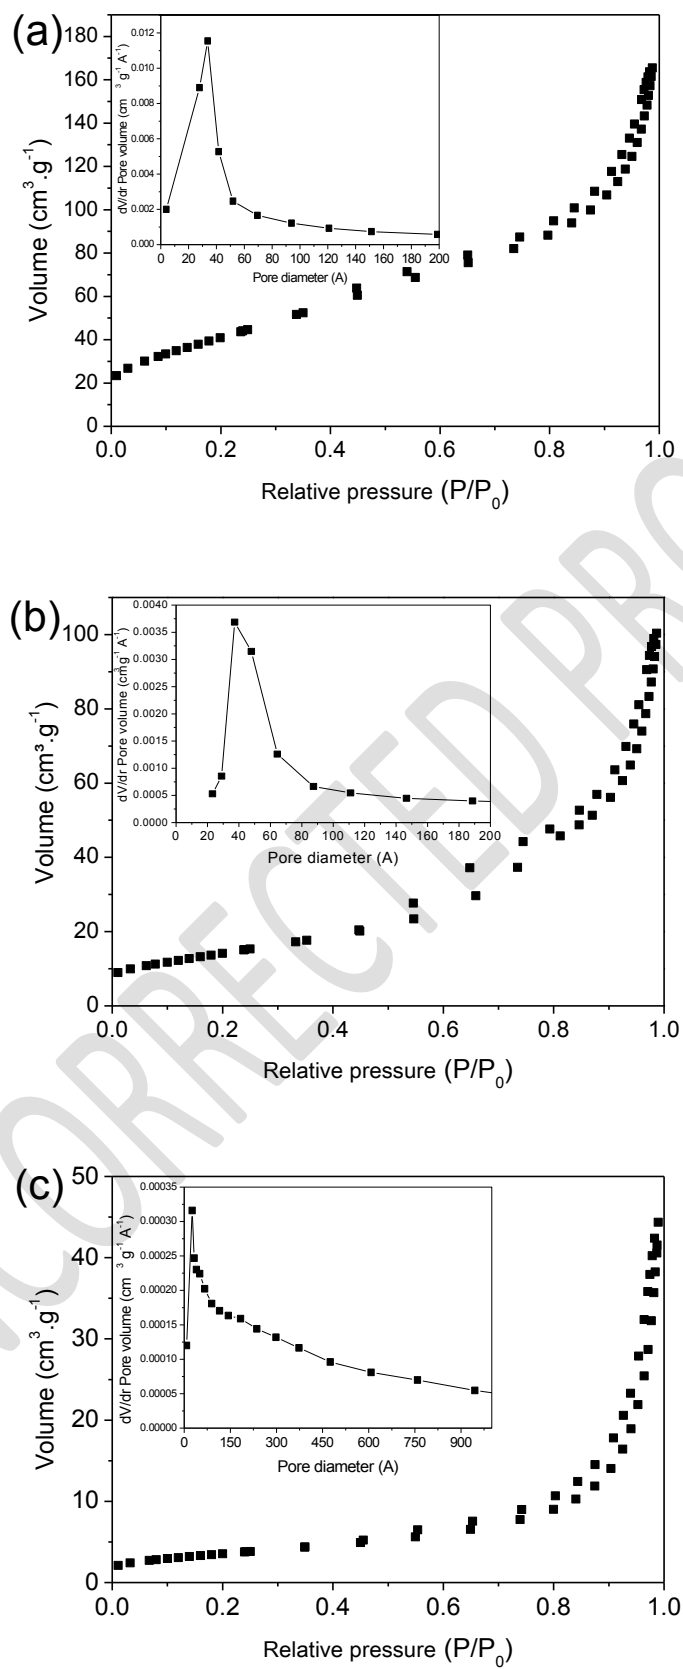 (a)
Volume (cm³.g⁻¹)
180
160
140
120
100
80
60
40
20
0
0.0 0.2 0.4 0.6 0.8 1.0
Relative pressure (P/P₀)
dV/dr Pore volume (cm³ g⁻¹ A⁻¹)
0.012
0.010
0.008
0.006
0.004
0.002
0.000
0 20 40 60 80 100 120 140 160 180 200
Pore diameter (A)
(b)
Volume (cm³.g⁻¹)
100
80
60
40
20
0
0.0 0.2 0.4 0.6 0.8 1.0
Relative pressure (P/P₀)
dV/dr Pore volume (cm³g⁻¹ A⁻¹)
0.0040
0.0035
0.0030
0.0025
0.0020
0.0015
0.0010
0.0005
0.0000
0 20 40 60 80 100 120 140 160 180 200
Pore diameter (A)
(c)
Volume (cm³.g⁻¹)
50
40
30
20
10
0
0.0 0.2 0.4 0.6 0.8 1.0
Relative pressure (P/P₀)
dV/dr Pore volume (cm³ g⁻¹ A⁻¹)
0.00035
0.00030
0.00025
0.00020
0.00015
0.00010
0.00005
0.00000
0 150 300 450 600 750 900
Pore diameter (A)
CORRECTED PRO